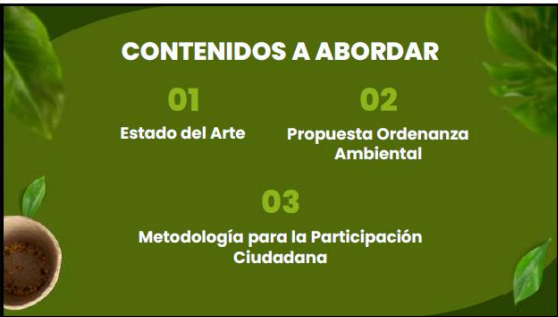 CONTENIDOS A ABORDAR
01
Estado del Arte
02
Propuesta Ordenanza
Ambiental
03
Metodología para la Participación
Ciudadana